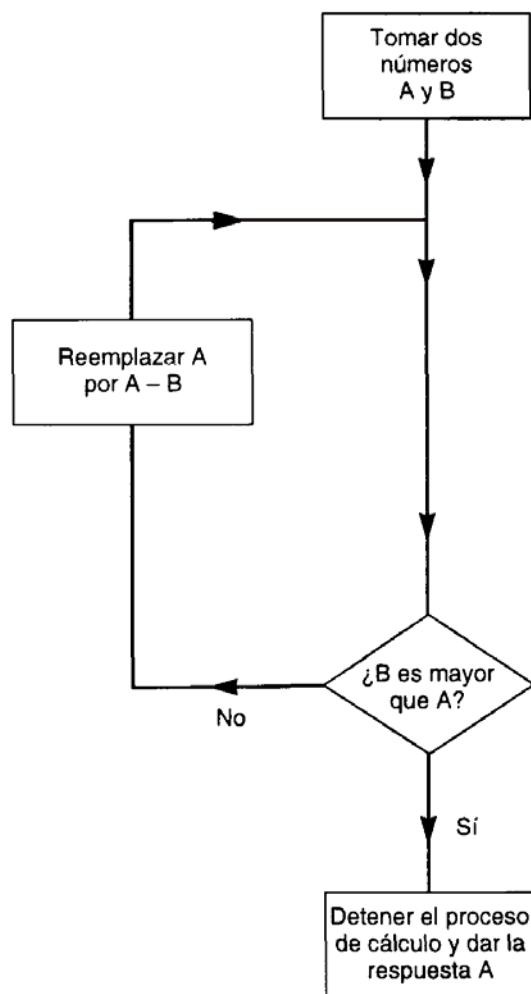 Tomar dos
números
A y B
Reemplazar A
por A – B
¿B es mayor
que A?
No
Sí
Detener el proceso
de cálculo y dar la
respuesta A